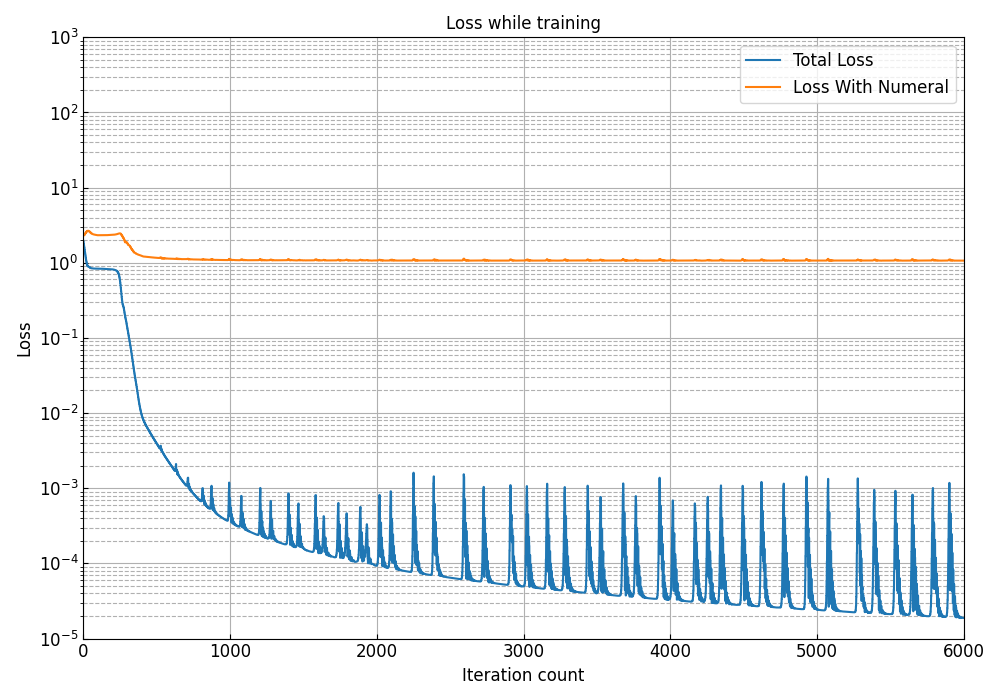 Loss while training
10³
10²
10¹
10⁰
10⁻¹
10⁻²
10⁻³
10⁻⁴
10⁻⁵
Loss
Total Loss
Loss With Numeral
0 1000 2000 3000 4000 5000 6000
Iteration count